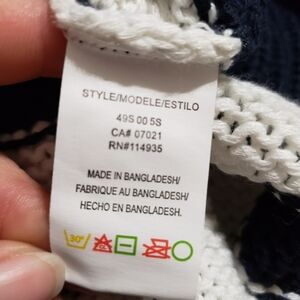 STYLE/MODELE/ESTILO
49S 00 5S
CA# 07021
RN#114935
MADE IN BANGLADESH/
FABRIQUE AU BANGLADESH/
HECHO EN BANGLADESH.
30°